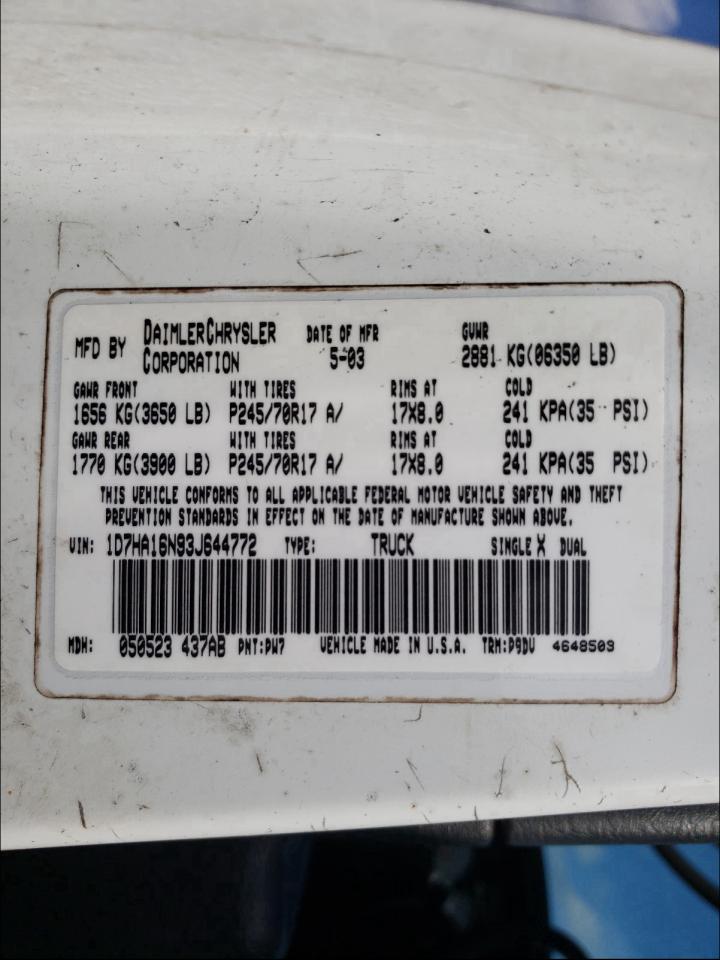 MFD BY DAIMLERCHRYSLER CORPORATION DATE OF MFR 5-03 GVWR 2881 KG(06350 LB)
GAWR FRONT WITH TIRES RIMS AT COLD
1656 KG(3650 LB) P245/70R17 A/ 17X8.0 241 KPA(35 PSI)
GAWR REAR WITH TIRES RIMS AT COLD
1770 KG(3900 LB) P245/70R17 A/ 17X8.0 241 KPA(35 PSI)
THIS VEHICLE CONFORMS TO ALL APPLICABLE FEDERAL MOTOR VEHICLE SAFETY AND THEFT
PREVENTION STANDARDS IN EFFECT ON THE DATE OF MANUFACTURE SHOWN ABOVE.
VIN: 1D7HA16N93J644772 TYPE: TRUCK SINGLE X DUAL
MDH: 050523 437AB PNT:PW7 VEHICLE MADE IN U.S.A. TRM:D9DV 4648503